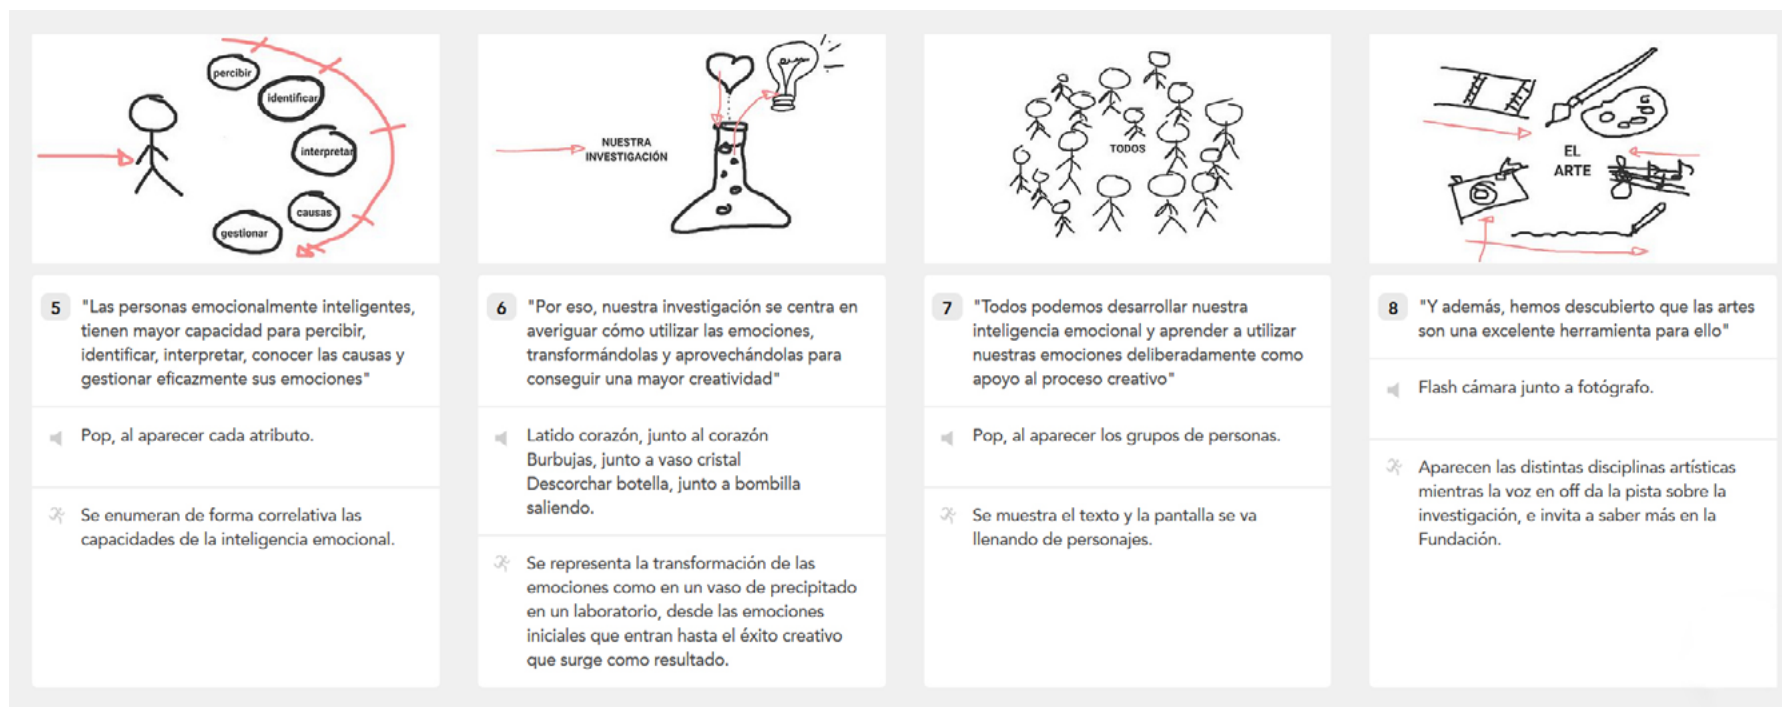 percibir
identificar
interpretar
causas
gestionar
5 "Las personas emocionalmente inteligentes,
tienen mayor capacidad para percibir,
identificar, interpretar, conocer las causas y
gestionar eficazmente sus emociones"
Pop, al aparecer cada atributo.
Se enumeran de forma correlativa las
capacidades de la inteligencia emocional.
NUESTRA
INVESTIGACIÓN
6 "Por eso, nuestra investigación se centra en
averiguar cómo utilizar las emociones,
transformándolas y aprovechándolas para
conseguir una mayor creatividad"
Latido corazón, junto al corazón
Burbujas, junto a vaso cristal
Descorchar botella, junto a bombilla
saliendo.
Se representa la transformación de las
emociones como en un vaso de precipitado
en un laboratorio, desde las emociones
iniciales que entran hasta el éxito creativo
que surge como resultado.
TODOS
7 "Todos podemos desarrollar nuestra
inteligencia emocional y aprender a utilizar
nuestras emociones deliberadamente como
apoyo al proceso creativo"
Pop, al aparecer los grupos de personas.
Se muestra el texto y la pantalla se va
llenando de personajes.
EL
ARTE
8 "Y además, hemos descubierto que las artes
son una excelente herramienta para ello"
Flash cámara junto a fotógrafo.
Aparecen las distintas disciplinas artísticas
mientras la voz en off da la pista sobre la
investigación, e invita a saber más en la
Fundación.